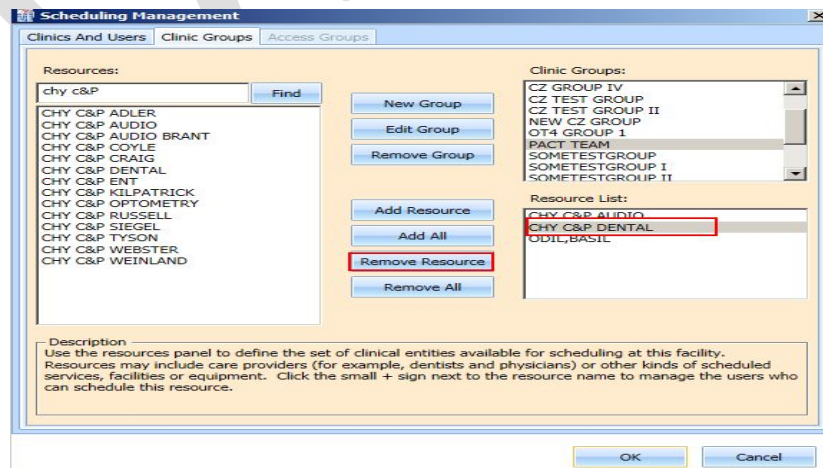 Scheduling Management
Clinics And Users Clinic Groups Access Groups
Resources:
chy c&P
Find
CHY C&P ADLER
CHY C&P AUDIO
CHY C&P AUDIO BRANT
CHY C&P COYLE
CHY C&P CRAIG
CHY C&P DENTAL
CHY C&P ENT
CHY C&P KILPATRICK
CHY C&P OPTOMETRY
CHY C&P RUSSELL
CHY C&P SIEGEL
CHY C&P TYSON
CHY C&P WEBSTER
CHY C&P WEINLAND
New Group
Edit Group
Remove Group
Add Resource
Add All
Remove Resource
Remove All
Clinic Groups:
CZ GROUP IV
CZ TEST GROUP
CZ TEST GROUP II
NEW CZ GROUP
OT4 GROUP 1
PACT TEAM
SOMETESTGROUP
SOMETESTGROUP I
SOMETESTGROUP II
Resource List:
CHY C&P AUDIO
CHY C&P DENTAL
ODIL,BASIL
Description
Use the resources panel to define the set of clinical entities available for scheduling at this facility.
Resources may include care providers (for example, dentists and physicians) or other kinds of scheduled
services, facilities or equipment. Click the small + sign next to the resource name to manage the users who
can schedule this resource.
OK
Cancel